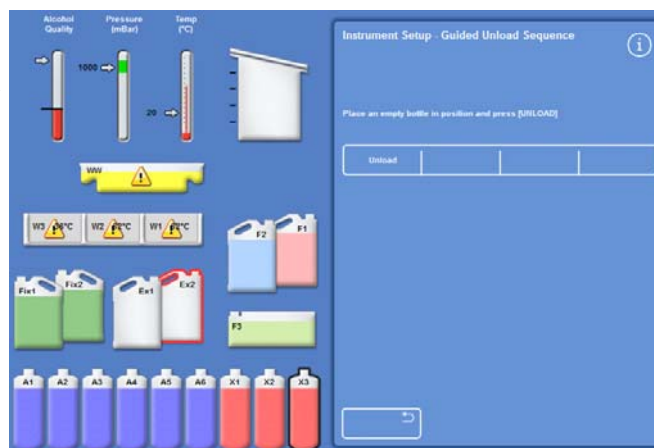 Alcohol Quality
Pressure (mBar)
Temp (°C)
Instrument Setup - Guided Unload Sequence
i
1000
20
Place an empty bottle in position and press [UNLOAD]
Unload
WW
W3
W2
W1
F2
F1
Fix1
Fix2
Ex1
Ex2
F3
A1
A2
A3
A4
A5
A6
X1
X2
X3